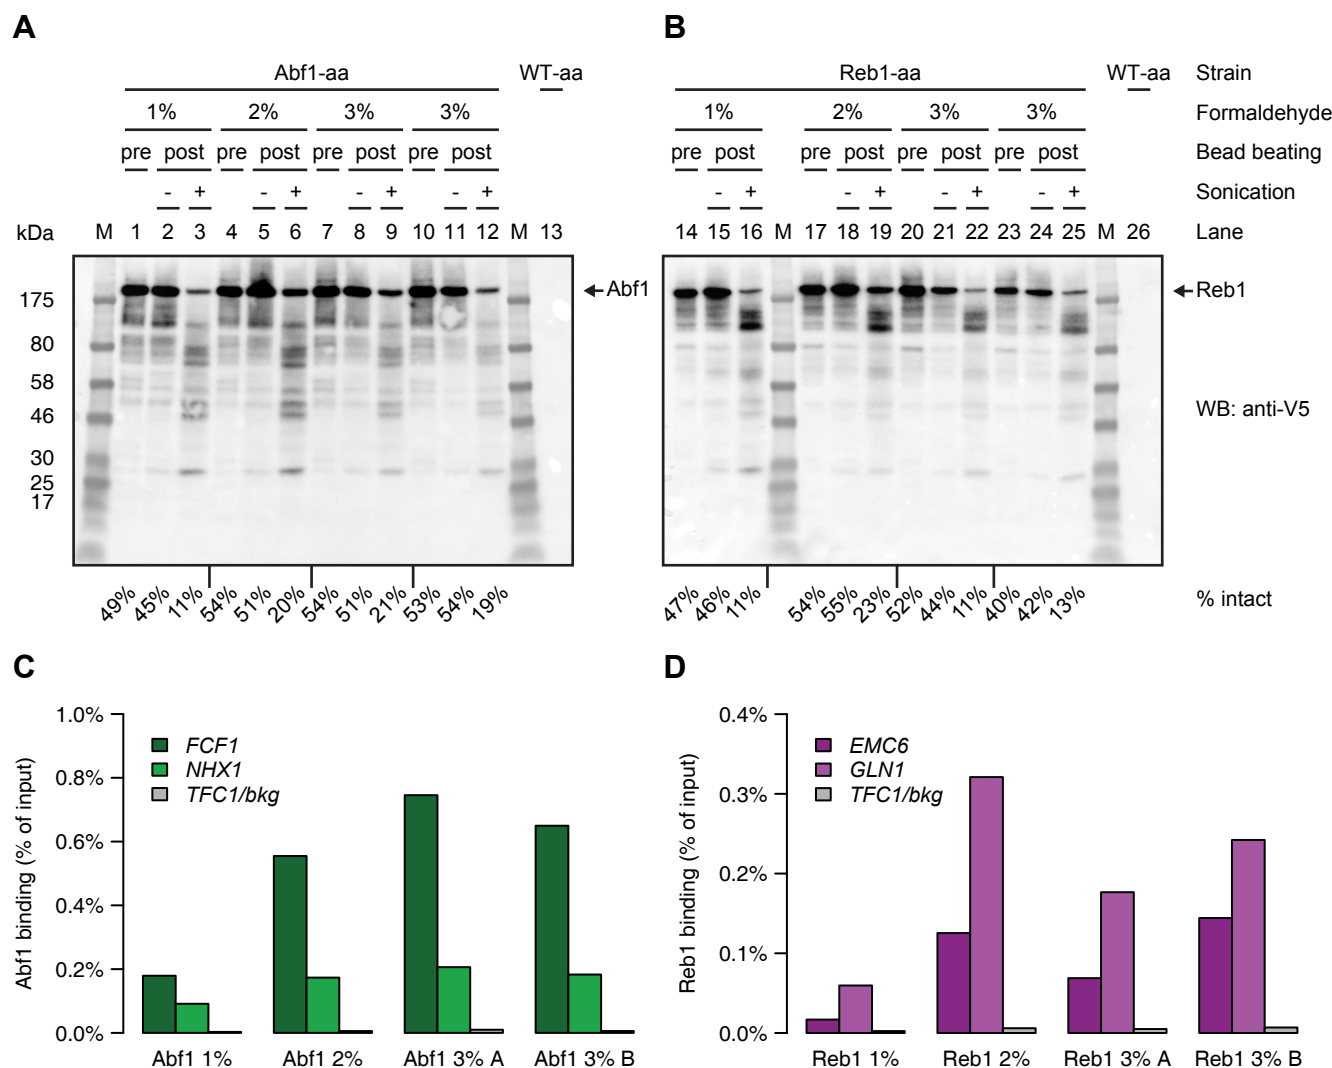 A
B
Abf1-aa WT-aa Reb1-aa WT-aa Strain
1% 2% 3% 3% 1% 2% 3% 3% Formaldehyde
pre post pre post pre post pre post pre post pre post pre post pre post Bead beating
- + - + - + - + - + - + - + - + Sonication
kDa M 1 2 3 4 5 6 7 8 9 10 11 12 M 13 14 15 16 M 17 18 19 20 21 22 23 24 25 M 26 Lane
175
80
58
46
30
25
17
Abf1
Reb1
WB: anti-V5
49% 45% 11% 54% 51% 20% 54% 51% 21% 53% 54% 19% 47% 46% 11% 54% 55% 23% 52% 44% 11% 40% 42% 13% % intact
C
Abf1 binding (% of input)
1.0%
0.8%
0.6%
0.4%
0.2%
0.0%
FCF1
NHX1
TFC1/bkg
Abf1 1% Abf1 2% Abf1 3% A Abf1 3% B
D
Reb1 binding (% of input)
0.4%
0.3%
0.2%
0.1%
0.0%
EMC6
GLN1
TFC1/bkg
Reb1 1% Reb1 2% Reb1 3% A Reb1 3% B